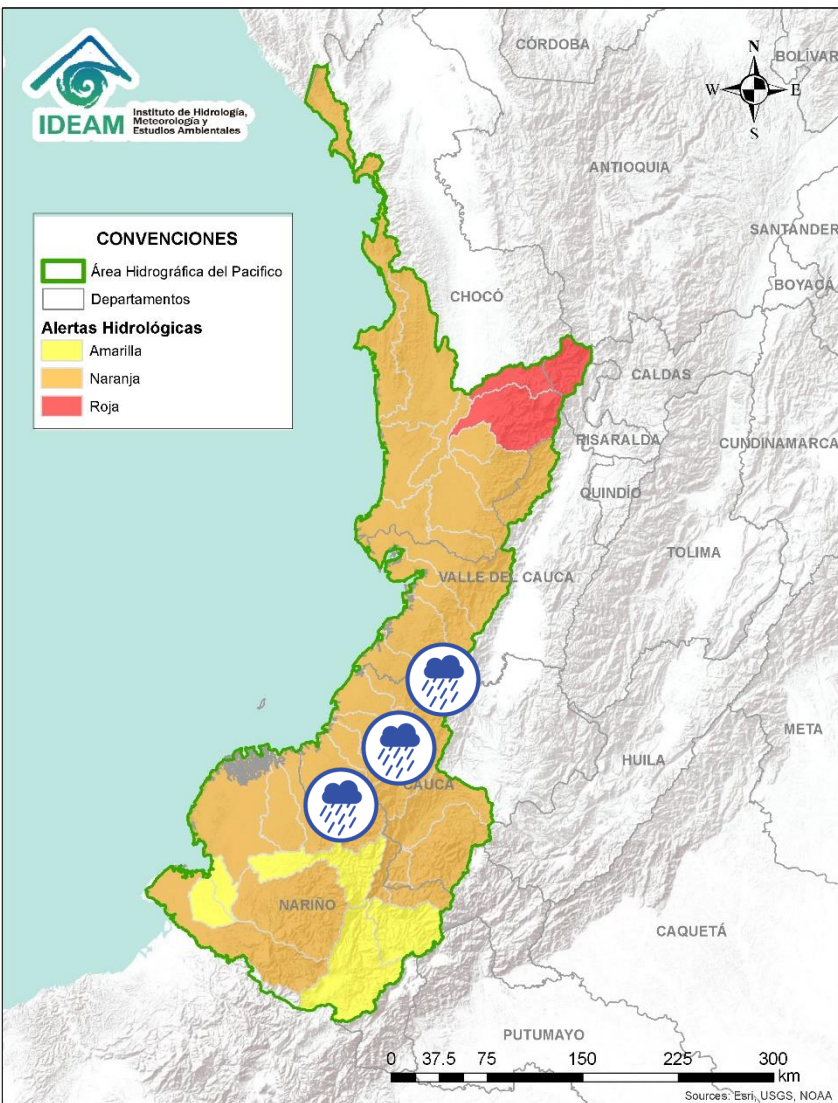 IDEAM
Instituto de Hidrología,
Meteorología y
Estudios Ambientales
CÓRDOBA
BOLÍVAR
N
W
E
S
ANTIOQUIA
SANTANDER
BOYACÁ
CONVENCIONES
Área Hidrográfica del Pacifico
Departamentos
Alertas Hidrológicas
Amarilla
Naranja
Roja
CHOCÓ
CALDAS
RISARALDA
CUNDINAMARCA
QUINDÍO
TOLIMA
VALLE DEL CAUCA
META
HUILA
CAUCA
NARIÑO
CAQUETÁ
PUTUMAYO
0 37.5 75 150 225 300
km
Sources: Esri, USGS, NOAA